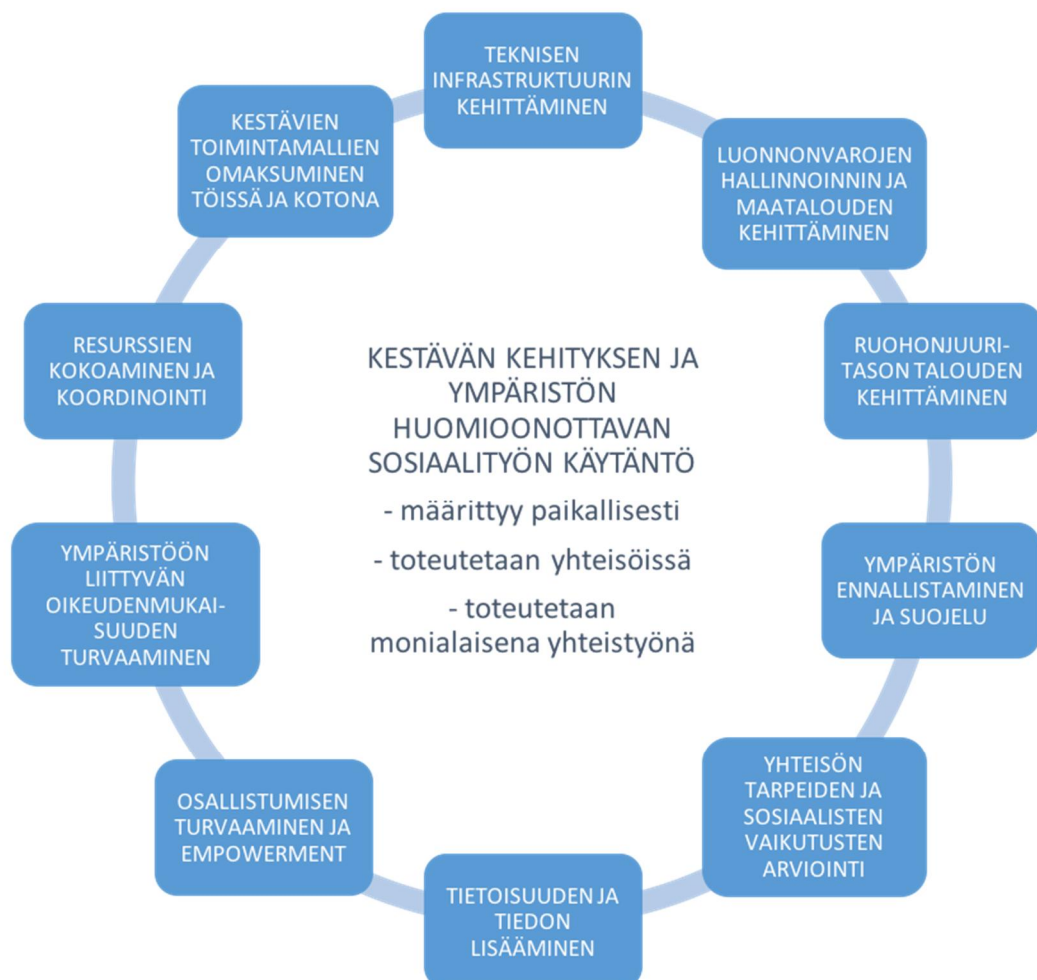 TEKNISEN
INFRASTRUKTUURIN
KEHITTÄMINEN
LUONNONVAROJEN
HALLINNOINNIN JA
MAATALOUDEN
KEHITTÄMINEN
RUOHONJUURI-
TASON TALOUDEN
KEHITTÄMINEN
YMPÄRISTÖN
ENNALLISTAMINEN
JA SUOJELU
YHTEISÖN
TARPEIDEN JA
SOSIAALISTEN
VAIKUTUSTEN
ARVIOINTI
TIETOISUUDEN JA
TIEDON
LISÄÄMINEN
OSALLISTUMISEN
TURVAAMINEN JA
EMPOWERMENT
YMPÄRISTÖÖN
LIITTYVÄN
OIKEUDENMUKAI-
SUUDEN
TURVAAMINEN
RESURSSIEN
KOKOAMINEN JA
KOORDINOINTI
KESTÄVIEN
TOIMINTAMALLIEN
OMAKSUMINEN
TÖISSÄ JA KOTONA
KESTÄVÄN KEHITYKSEN JA
YMPÄRISTÖN
HUOMIOONOTTAVAN
SOSIAALITYÖN KÄYTÄNTÖ
- määrittyy paikallisesti
- toteutetaan yhteisöissä
- toteutetaan
monialaisena yhteistyönä